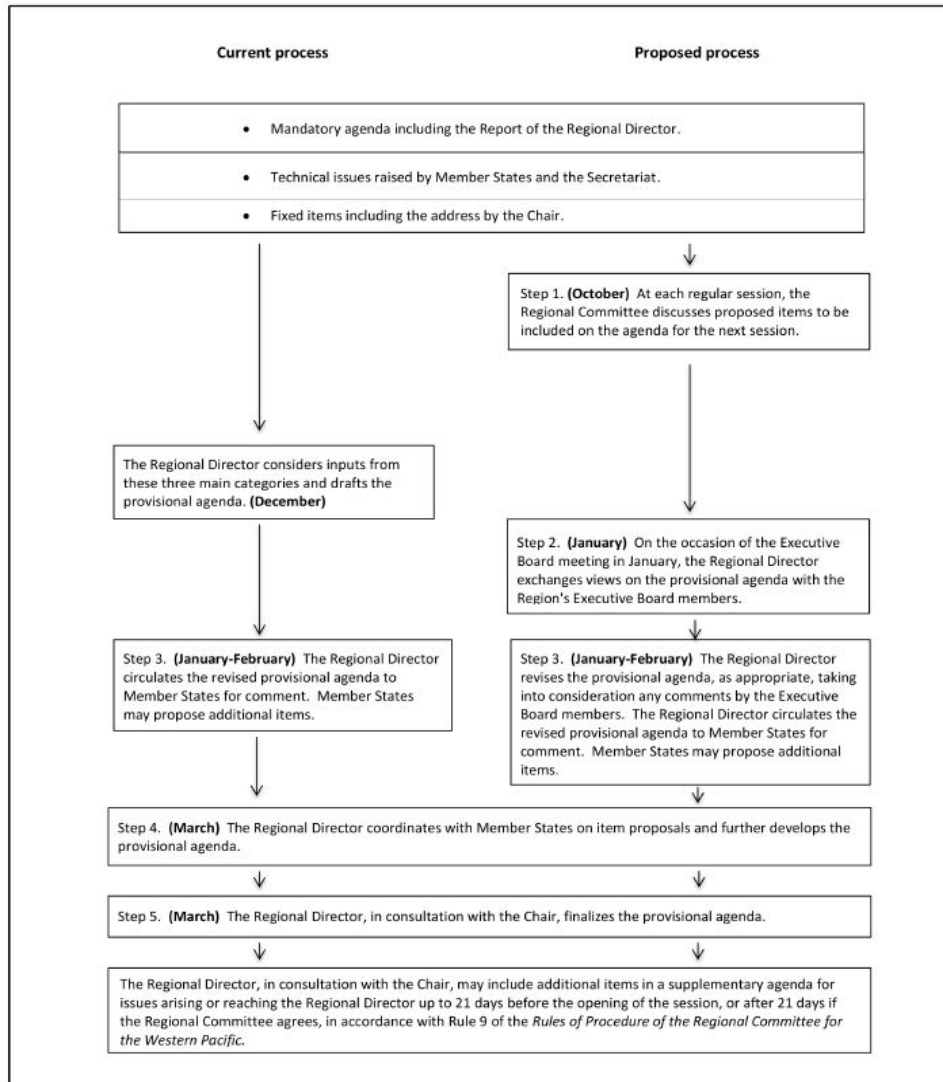 Current process
Proposed process
• Mandatory agenda including the Report of the Regional Director.
• Technical issues raised by Member States and the Secretariat.
• Fixed items including the address by the Chair.
Step 1. (October) At each regular session, the
Regional Committee discusses proposed items to be
included on the agenda for the next session.
The Regional Director considers inputs from
these three main categories and drafts the
provisional agenda. (December)
Step 2. (January) On the occasion of the Executive
Board meeting in January, the Regional Director
exchanges views on the provisional agenda with the
Region's Executive Board members.
Step 3. (January-February) The Regional Director
circulates the revised provisional agenda to
Member States for comment. Member States
may propose additional items.
Step 3. (January-February) The Regional Director
revises the provisional agenda, as appropriate, taking
into consideration any comments by the Executive
Board members. The Regional Director circulates the
revised provisional agenda to Member States for
comment. Member States may propose additional
items.
Step 4. (March) The Regional Director coordinates with Member States on item proposals and further develops the
provisional agenda.
Step 5. (March) The Regional Director, in consultation with the Chair, finalizes the provisional agenda.
The Regional Director, in consultation with the Chair, may include additional items in a supplementary agenda for
issues arising or reaching the Regional Director up to 21 days before the opening of the session, or after 21 days if
the Regional Committee agrees, in accordance with Rule 9 of the Rules of Procedure of the Regional Committee for
the Western Pacific.